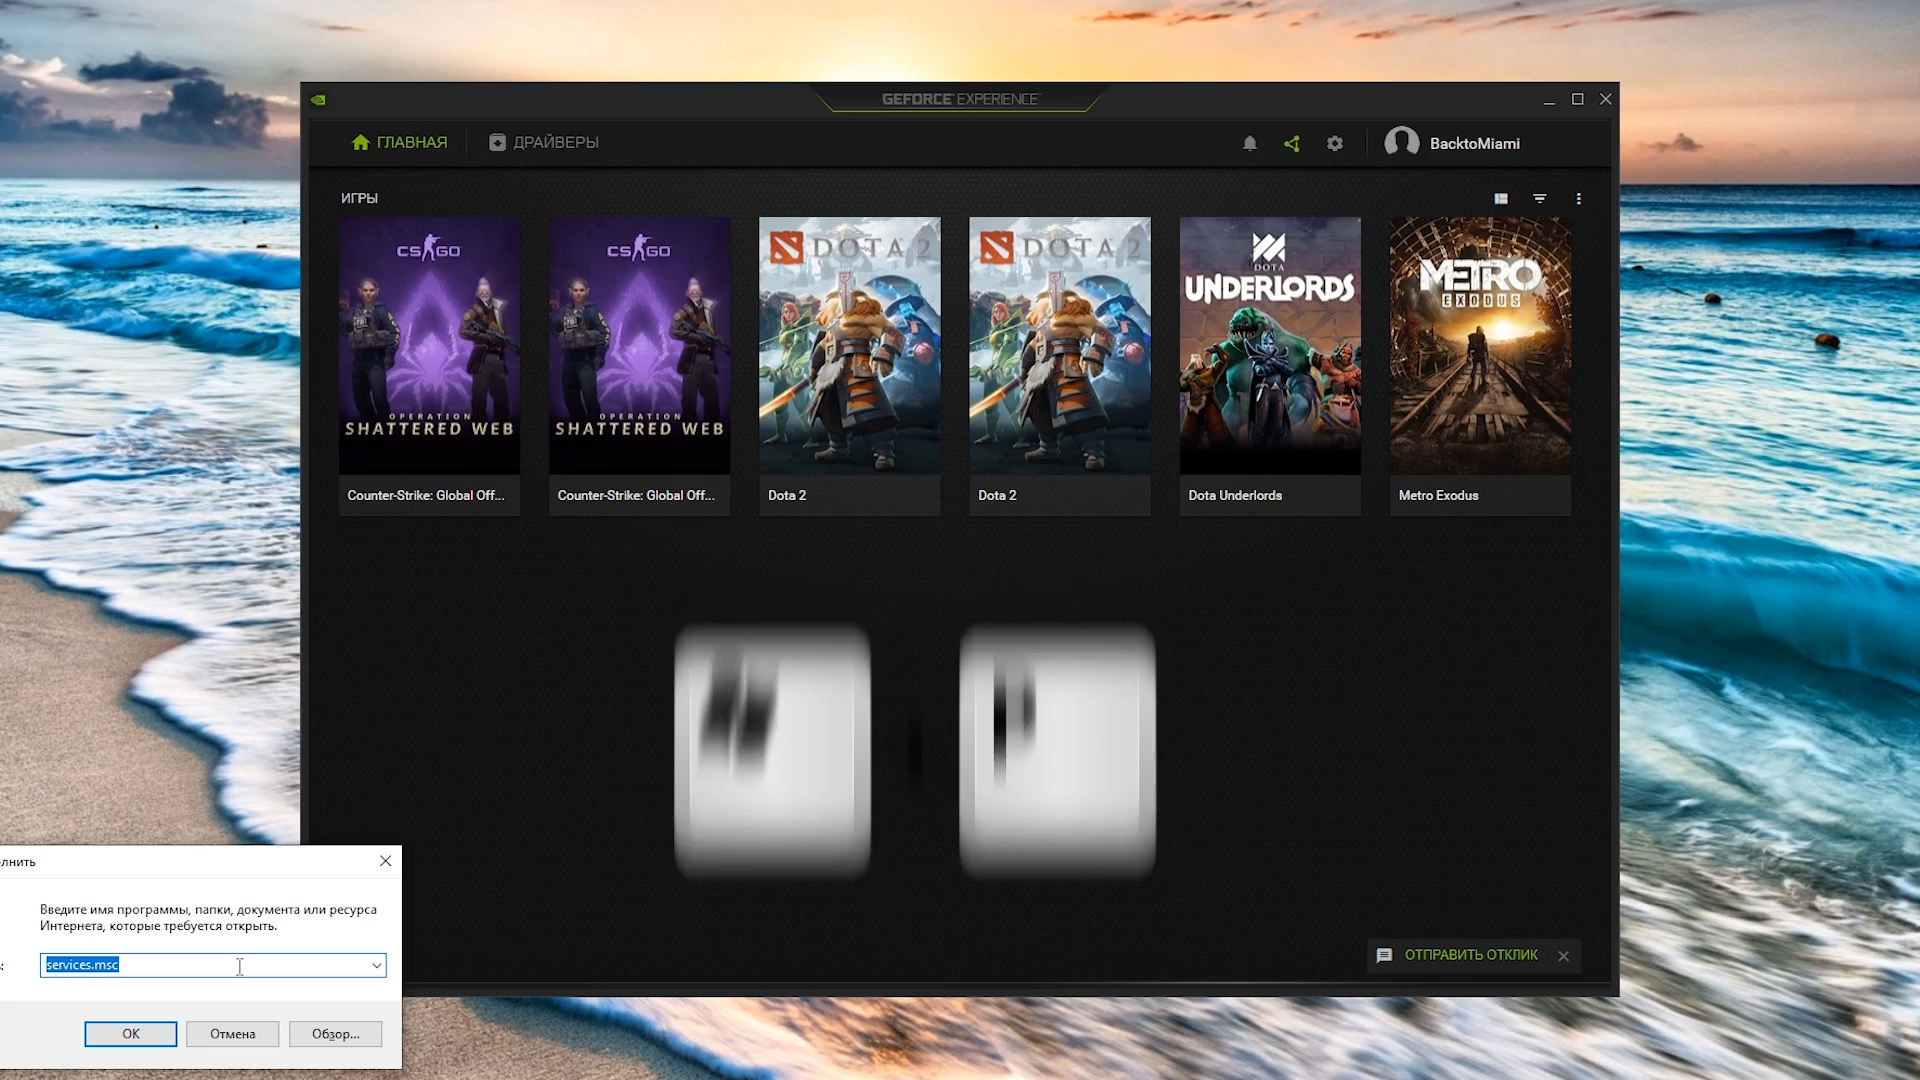 GEFORCE EXPERIENCE
ГЛАВНАЯ
ДРАЙВЕРЫ
BacktoMiami
ИГРЫ
CS GO
OPERATION
SHATTERED WEB
Counter-Strike: Global Off...
CS GO
OPERATION
SHATTERED WEB
Counter-Strike: Global Off...
DOTA 2
Dota 2
DOTA 2
Dota 2
DOTA
UNDERLORDS
Dota Underlords
METRO
EXODUS
Metro Exodus
ОТПРАВИТЬ ОТКЛИК
олнить
Введите имя программы, папки, документа или ресурса
Интернета, которые требуется открыть.
services.msc
ОК
Отмена
Обзор...